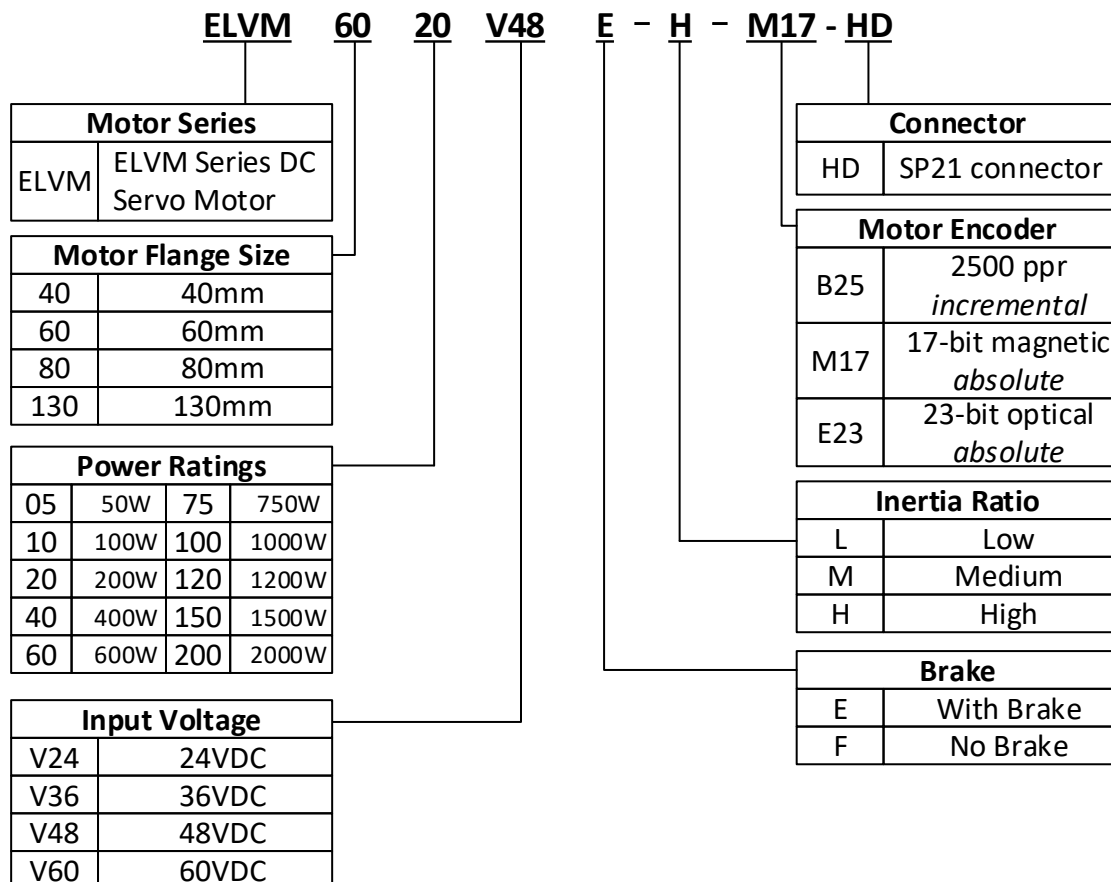 ELVM 60 20 V48 E - H - M17 - HD
Motor Series
ELVM ELVM Series DC
Servo Motor
Motor Flange Size
40 40mm
60 60mm
80 80mm
130 130mm
Power Ratings
05 50W 75 750W
10 100W 100 1000W
20 200W 120 1200W
40 400W 150 1500W
60 600W 200 2000W
Input Voltage
V24 24VDC
V36 36VDC
V48 48VDC
V60 60VDC
Connector
HD SP21 connector
Motor Encoder
B25 2500 ppr
incremental
M17 17-bit magnetic
absolute
E23 23-bit optical
absolute
Inertia Ratio
L Low
M Medium
H High
Brake
E With Brake
F No Brake